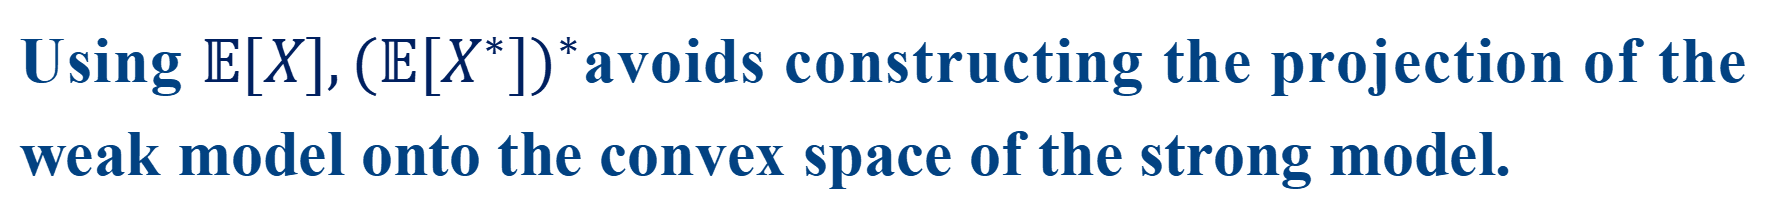 Using 𝔼[X], (𝔼[X*])* avoids constructing the projection of the
weak model onto the convex space of the strong model.